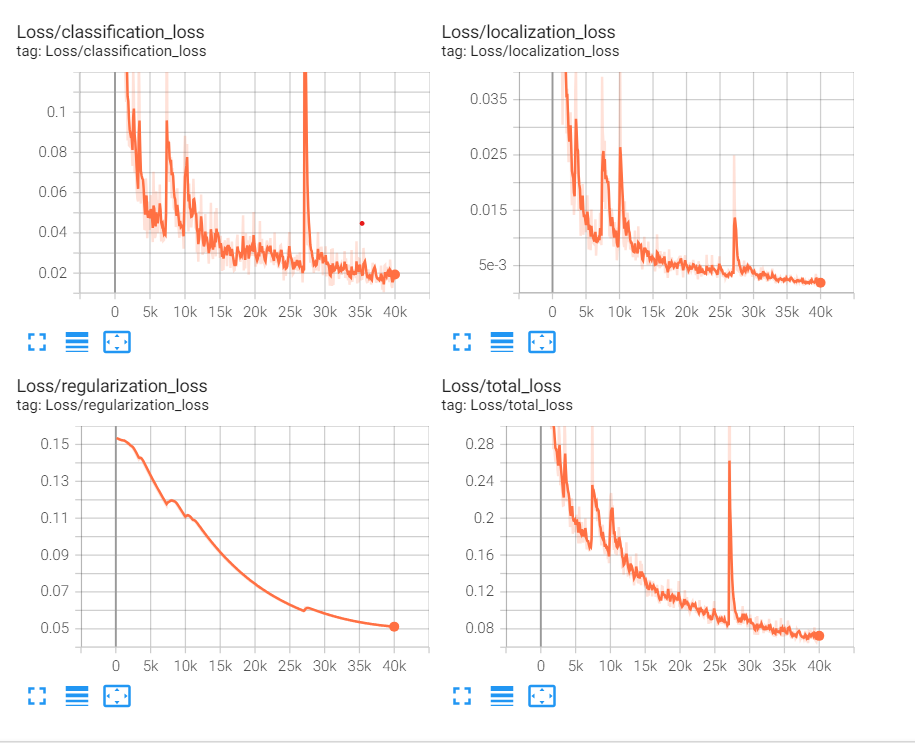 Loss/classification_loss
tag: Loss/classification_loss
0.1
0.08
0.06
0.04
0.02
0 5k 10k 15k 20k 25k 30k 35k 40k
Loss/localization_loss
tag: Loss/localization_loss
0.035
0.025
0.015
5e-3
0 5k 10k 15k 20k 25k 30k 35k 40k
Loss/regularization_loss
tag: Loss/regularization_loss
0.15
0.13
0.11
0.09
0.07
0.05
0 5k 10k 15k 20k 25k 30k 35k 40k
Loss/total_loss
tag: Loss/total_loss
0.28
0.24
0.2
0.16
0.12
0.08
0 5k 10k 15k 20k 25k 30k 35k 40k